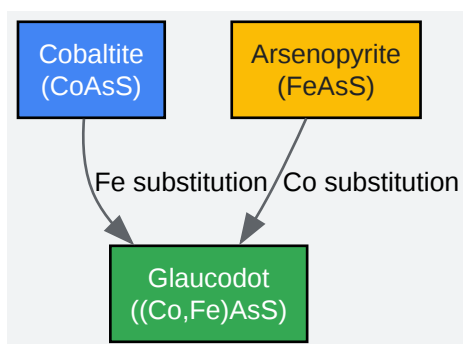 Cobaltite
(CoAsS)
Arsenopyrite
(FeAsS)
Fe substitution
Co substitution
Glaucodot
((Co,Fe)AsS)